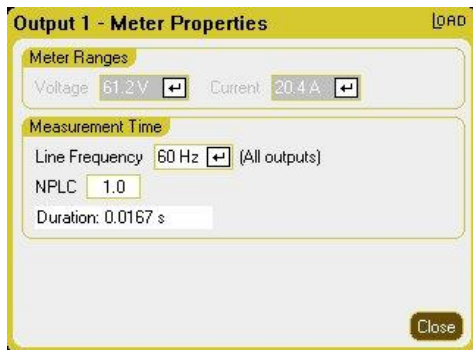 Output 1 - Meter Properties LOAD
Meter Ranges
Voltage 61.2 V Current 20.4 A
Measurement Time
Line Frequency 60 Hz (All outputs)
NPLC 1.0
Duration: 0.0167 s
Close